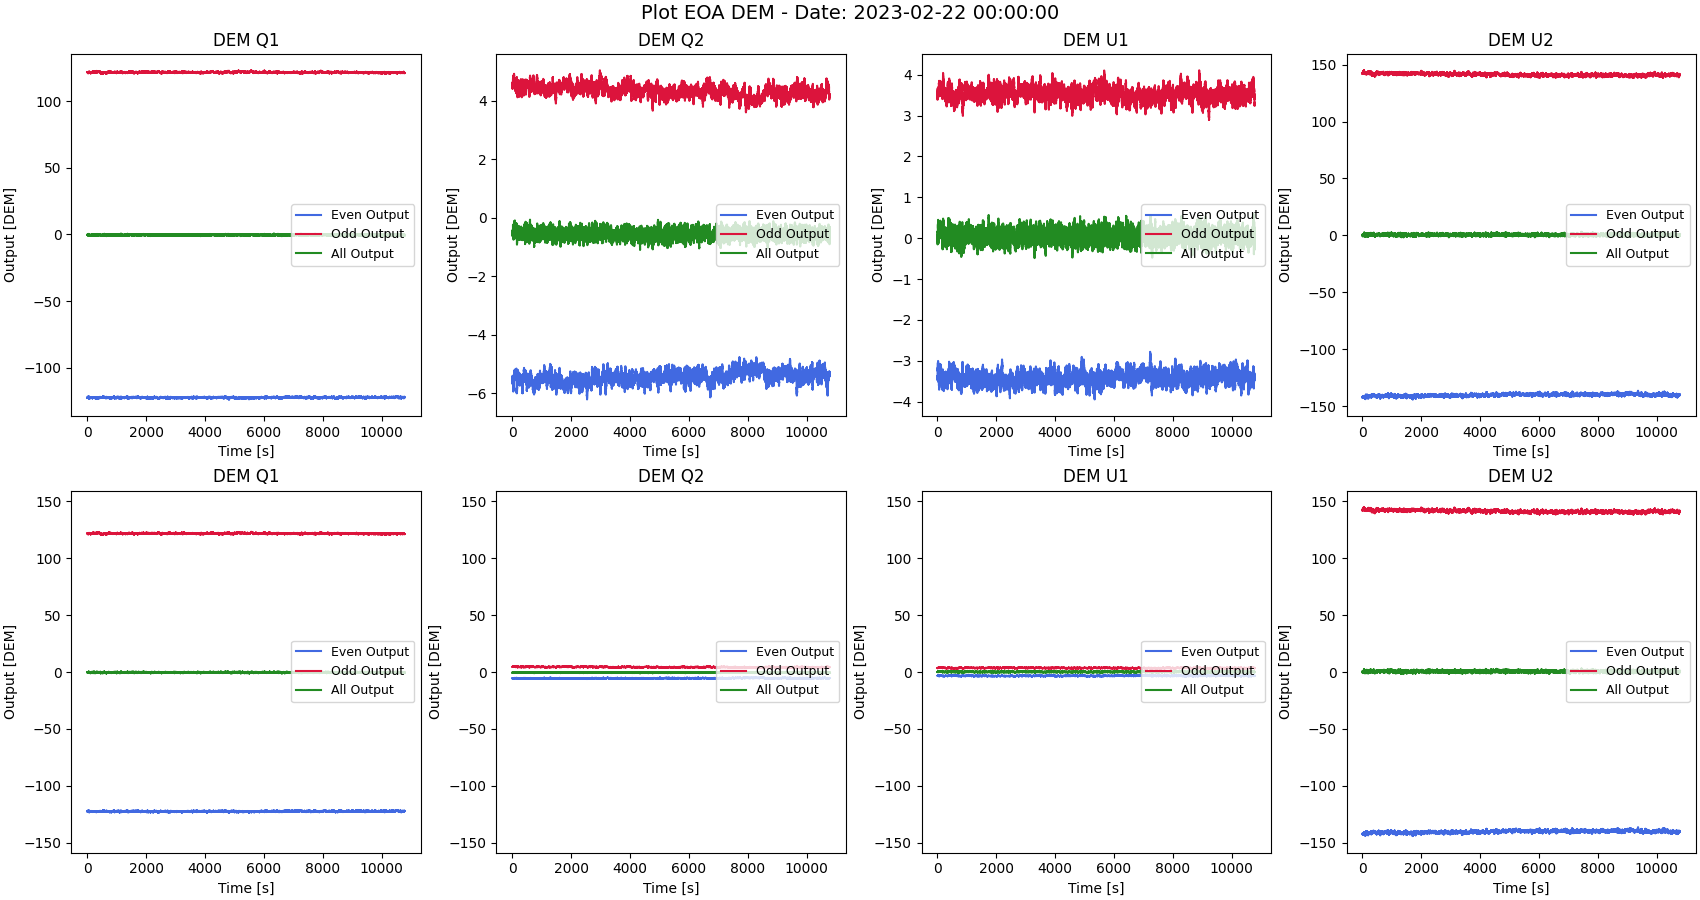 Plot EOA DEM - Date: 2023-02-22 00:00:00
DEM Q1
Output [DEM]
100
50
0
−50
−100
Even Output
Odd Output
All Output
0 2000 4000 6000 8000 10000
Time [s]
DEM Q2
Output [DEM]
4
2
0
−2
−4
−6
Even Output
Odd Output
All Output
0 2000 4000 6000 8000 10000
Time [s]
DEM U1
Output [DEM]
4
3
2
1
0
−1
−2
−3
−4
Even Output
Odd Output
All Output
0 2000 4000 6000 8000 10000
Time [s]
DEM U2
Output [DEM]
150
100
50
0
−50
−100
−150
Even Output
Odd Output
All Output
0 2000 4000 6000 8000 10000
Time [s]
DEM Q1
Output [DEM]
150
100
50
0
−50
−100
−150
Even Output
Odd Output
All Output
0 2000 4000 6000 8000 10000
Time [s]
DEM Q2
Output [DEM]
150
100
50
0
−50
−100
−150
Even Output
Odd Output
All Output
0 2000 4000 6000 8000 10000
Time [s]
DEM U1
Output [DEM]
150
100
50
0
−50
−100
−150
Even Output
Odd Output
All Output
0 2000 4000 6000 8000 10000
Time [s]
DEM U2
Output [DEM]
150
100
50
0
−50
−100
−150
Even Output
Odd Output
All Output
0 2000 4000 6000 8000 10000
Time [s]